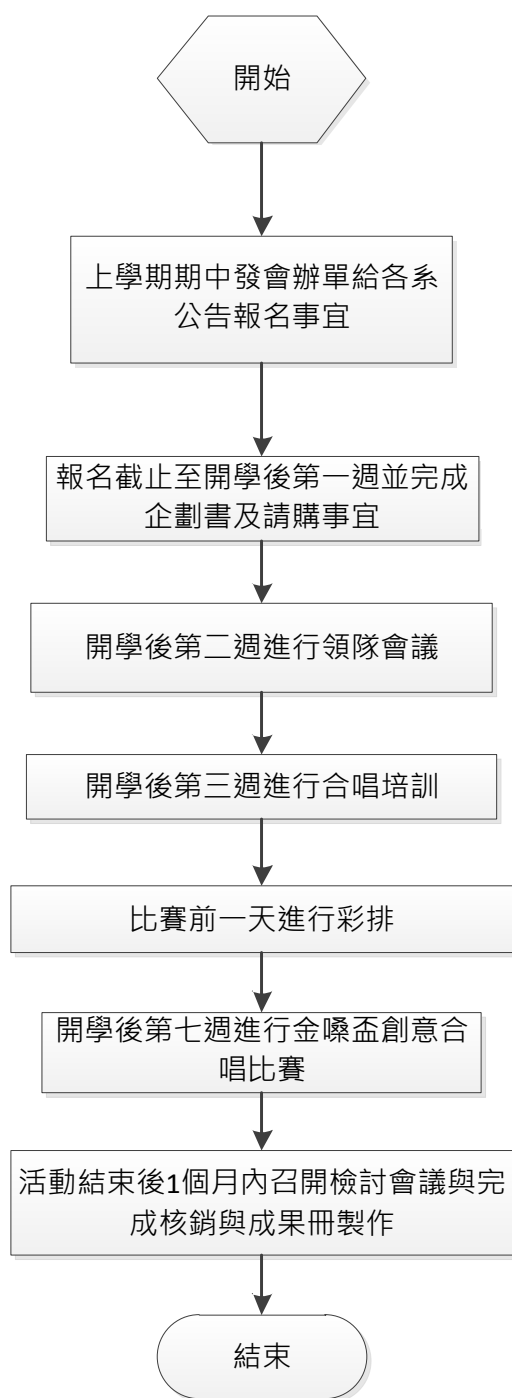 開始
上學期期中發會辦單給各系
公告報名事宜
報名截止至開學後第一週並完成
企劃書及請購事宜
開學後第二週進行領隊會議
開學後第三週進行合唱培訓
比賽前一天進行彩排
開學後第七週進行金嗓盃創意合
唱比賽
活動結束後1個月內召開檢討會議與完
成核銷與成果冊製作
結束